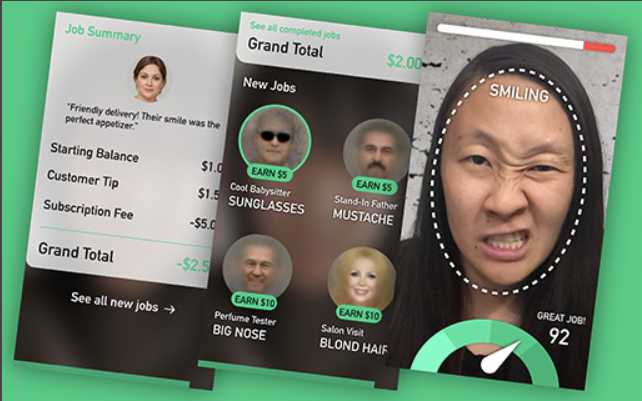 Job Summary
"Friendly delivery! Their smile was the
perfect appetizer."
Starting Balance $1.0
Customer Tip $1.5
Subscription Fee -$5.0
Grand Total -$2.5
See all new jobs →
See all completed jobs
Grand Total $2.00
New Jobs
EARN $5
Cool Babysitter
SUNGLASSES
EARN $5
Stand-In Father
MUSTACHE
EARN $10
Perfume Tester
BIG NOSE
EARN $10
Salon Visit
BLOND HAIR
SMILING
GREAT JOB!
92